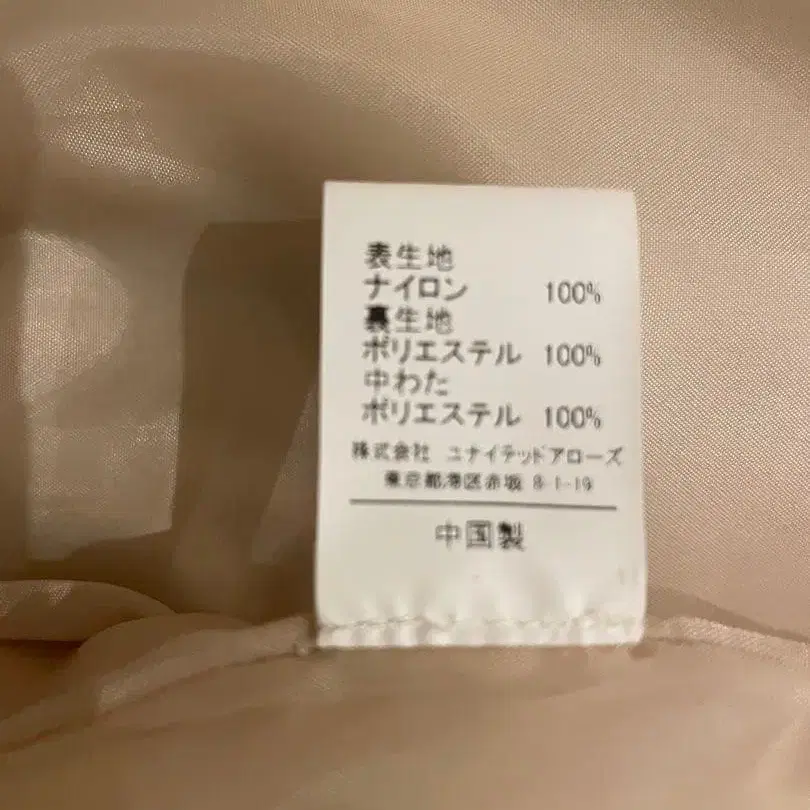 表生地
ナイロン 100%
裏生地
ポリエステル 100%
中わた
ポリエステル 100%
株式会社 ユナイテッドアローズ
東京都港区赤坂 8-1-19
中国製